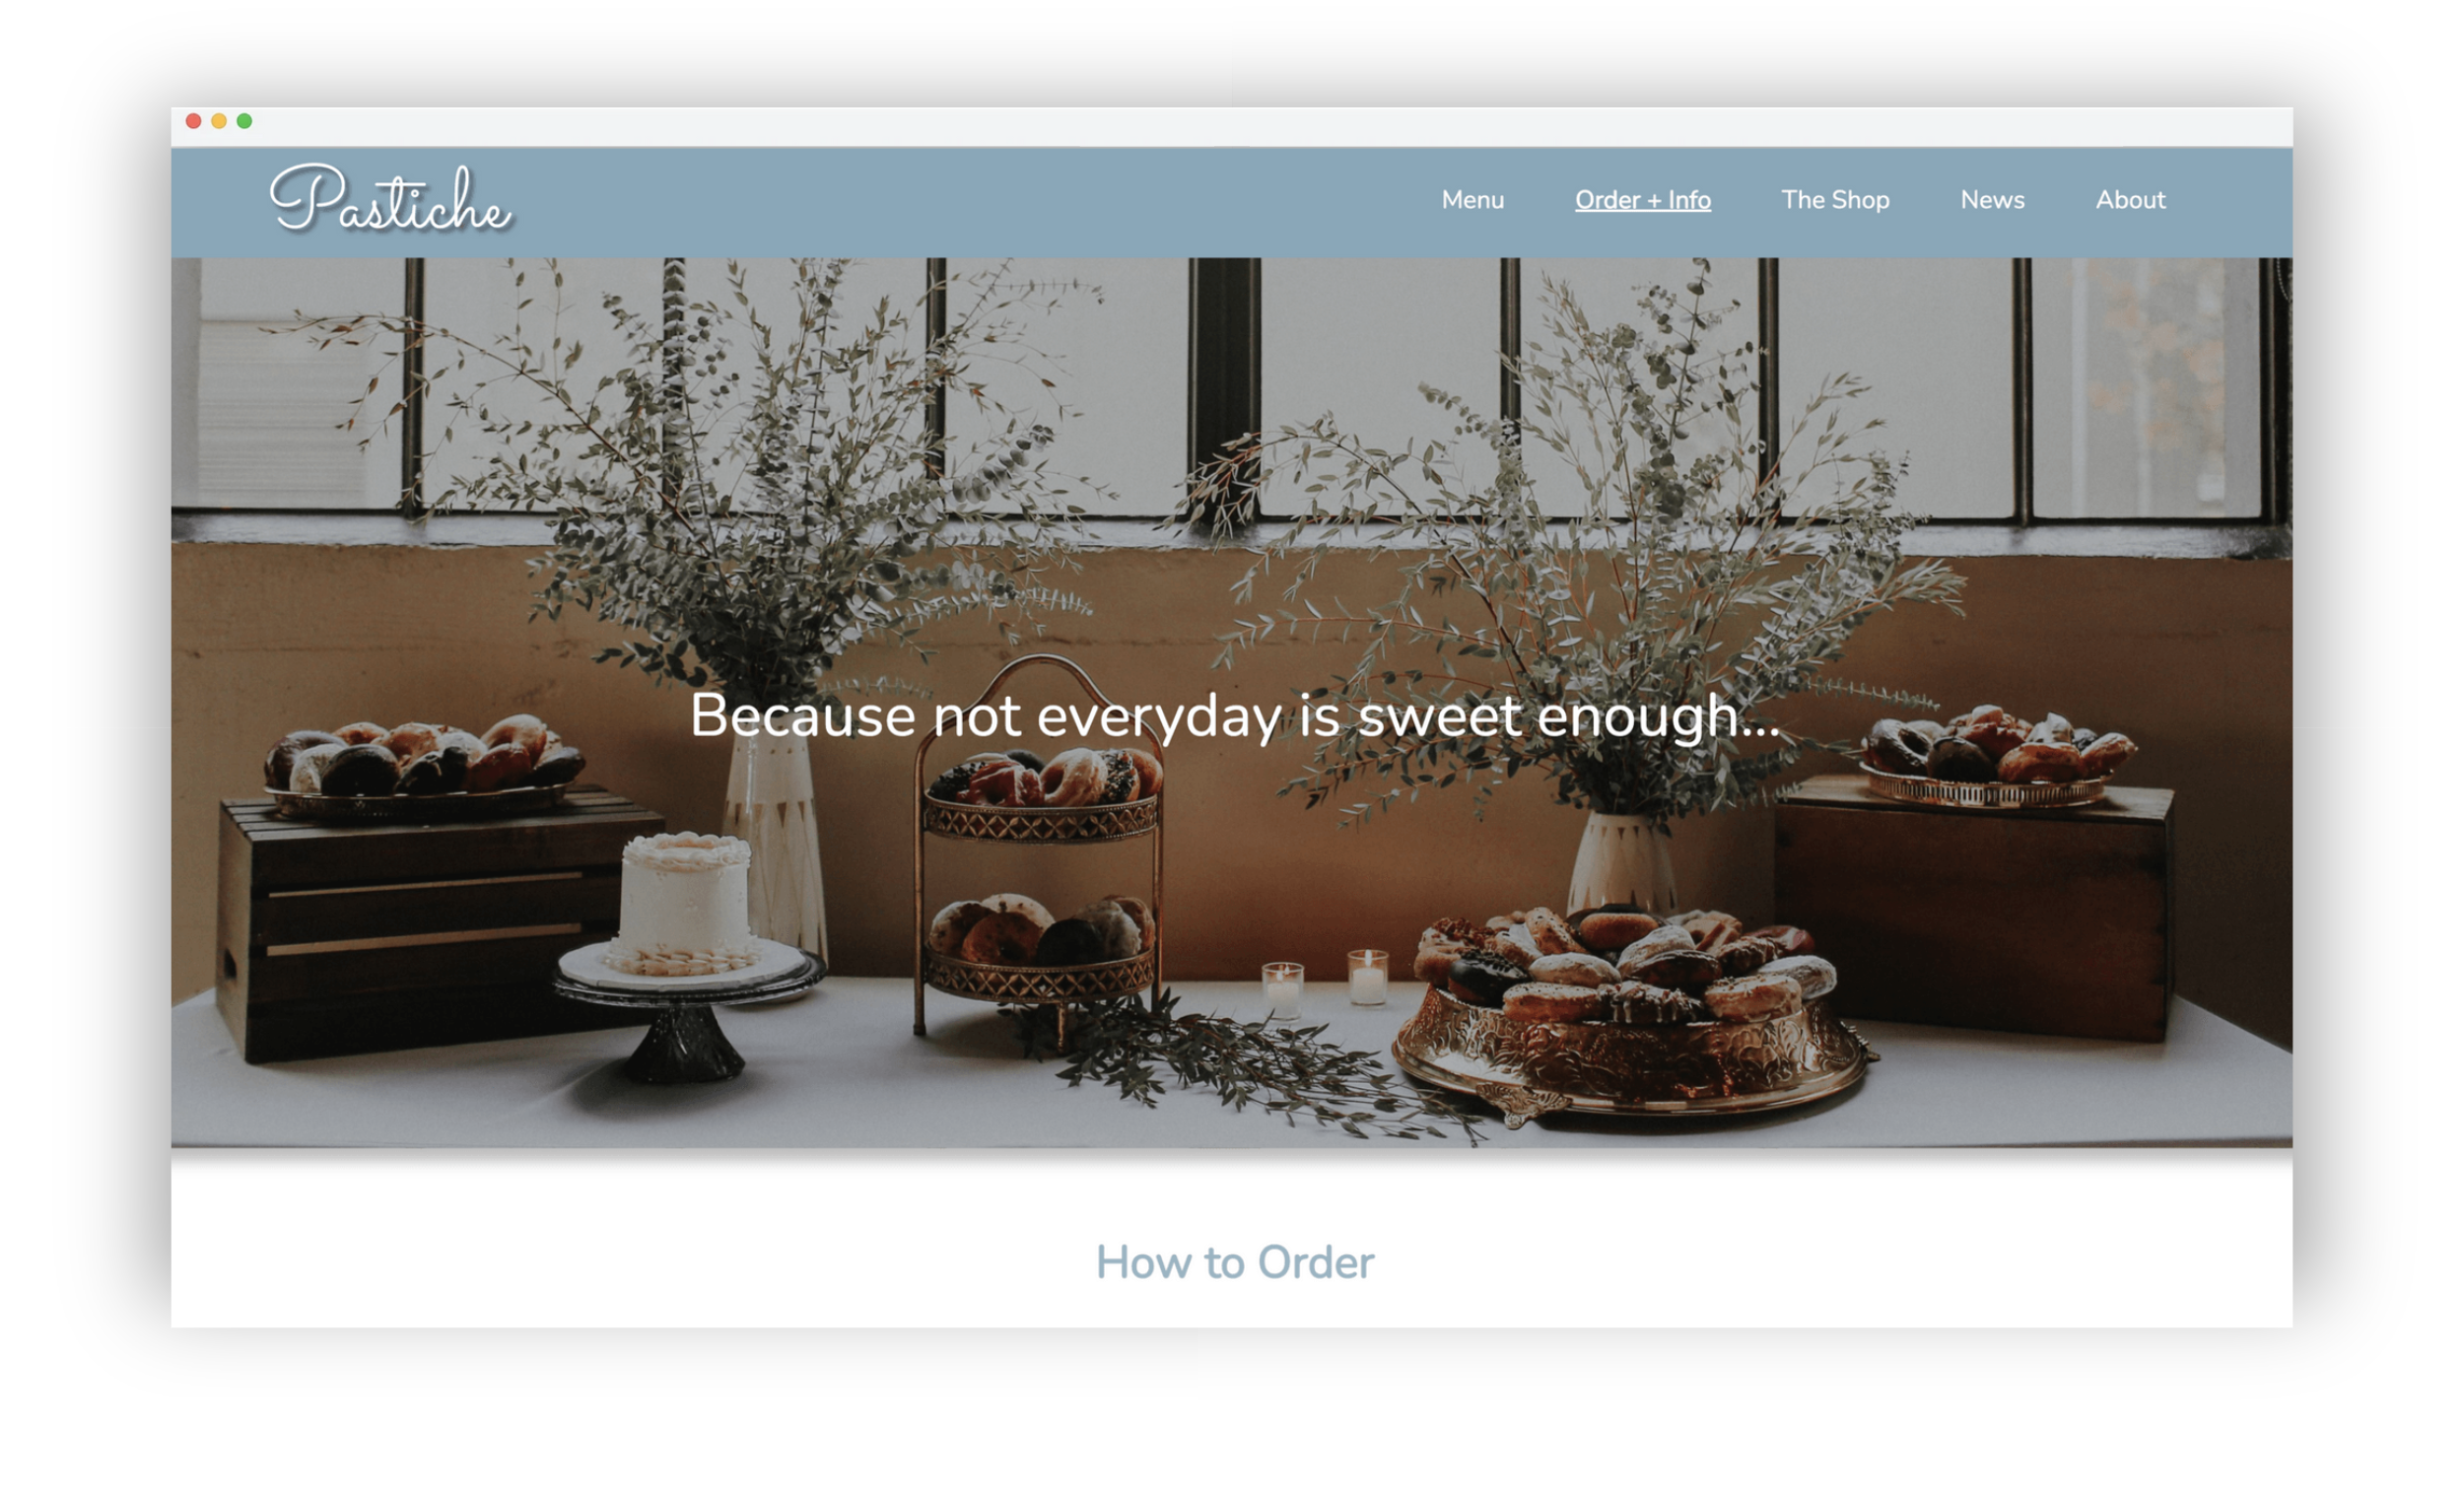 Pastiche
Menu Order + Info The Shop News About
Because not everyday is sweet enough...
How to Order